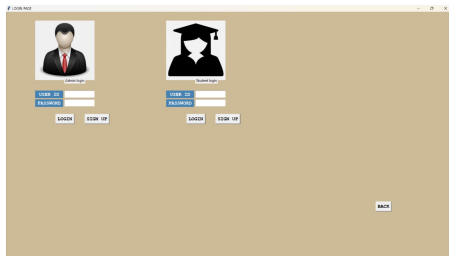 LOGIN PAGE
Admin login
Student login
USER ID
USER ID
PASSWORD
PASSWORD
LOGIN SIGN UP
LOGIN SIGN UP
BACK